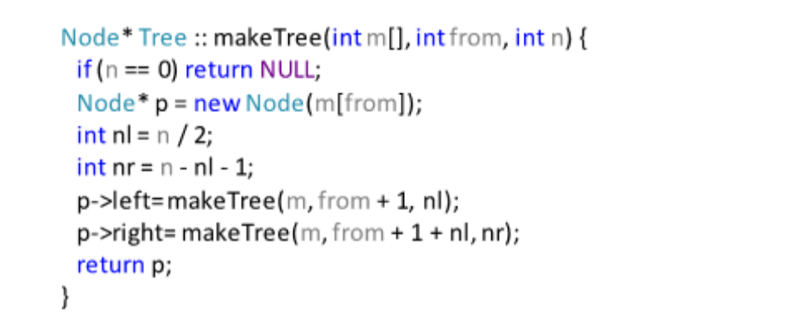 Node* Tree :: makeTree(int m[], int from, int n) {
if (n == 0) return NULL;
Node* p = new Node(m[from]);
int nl = n / 2;
int nr = n - nl - 1;
p->left= makeTree(m, from + 1, nl);
p->right= makeTree(m, from + 1 + nl, nr);
return p;
}